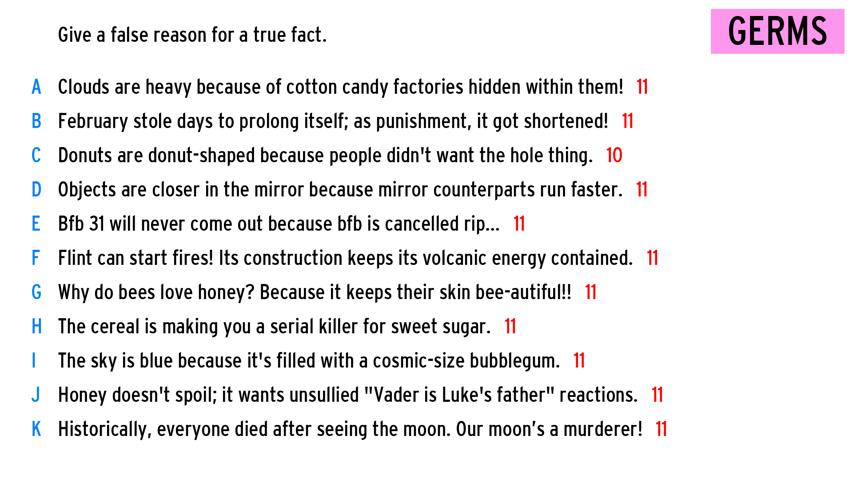 Give a false reason for a true fact.
GERMS
A Clouds are heavy because of cotton candy factories hidden within them! 11
B February stole days to prolong itself; as punishment, it got shortened! 11
C Donuts are donut-shaped because people didn't want the hole thing. 10
D Objects are closer in the mirror because mirror counterparts run faster. 11
E Bfb 31 will never come out because bfb is cancelled rip... 11
F Flint can start fires! Its construction keeps its volcanic energy contained. 11
G Why do bees love honey? Because it keeps their skin bee-autiful!! 11
H The cereal is making you a serial killer for sweet sugar. 11
I The sky is blue because it's filled with a cosmic-size bubblegum. 11
J Honey doesn't spoil; it wants unsullied "Vader is Luke's father" reactions. 11
K Historically, everyone died after seeing the moon. Our moon’s a murderer! 11